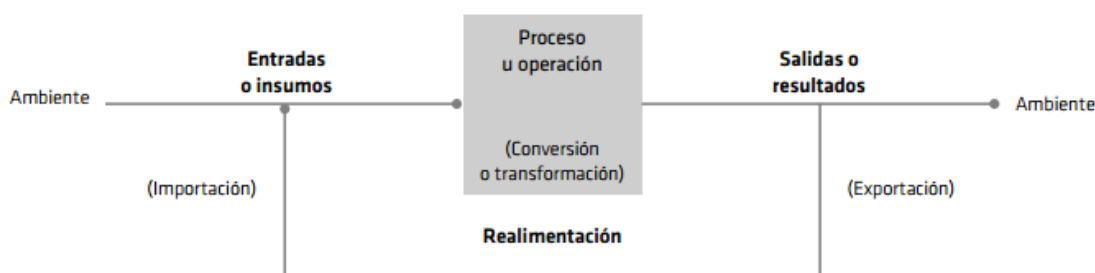 Proceso
u operación
Entradas
o insumos
Salidas o
resultados
Ambiente
Ambiente
(Conversión
o transformación)
(Importación)
(Exportación)
Realimentación